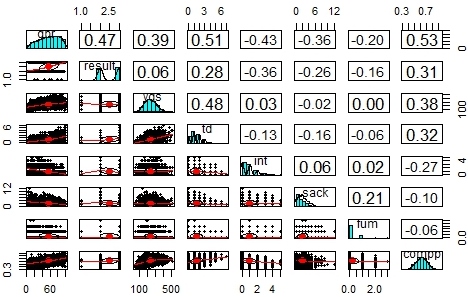 1.0 2.5 0 3 6 0 4 8 12 0.3 0.7
qbr 0.47 0.39 0.51 -0.43 -0.36 -0.20 0.53
1.0 result 0.06 0.28 -0.36 -0.26 -0.16 0.31
yds 0.48 0.03 -0.02 0.00 0.38 100
0 6 td -0.13 -0.16 -0.06 0.32
int 0.06 0.02 -0.27 0 4
0 12 sack 0.21 -0.10
fum -0.06 0.0
0.3 compp
0 60 100 500 0 2 4 0.0 2.0